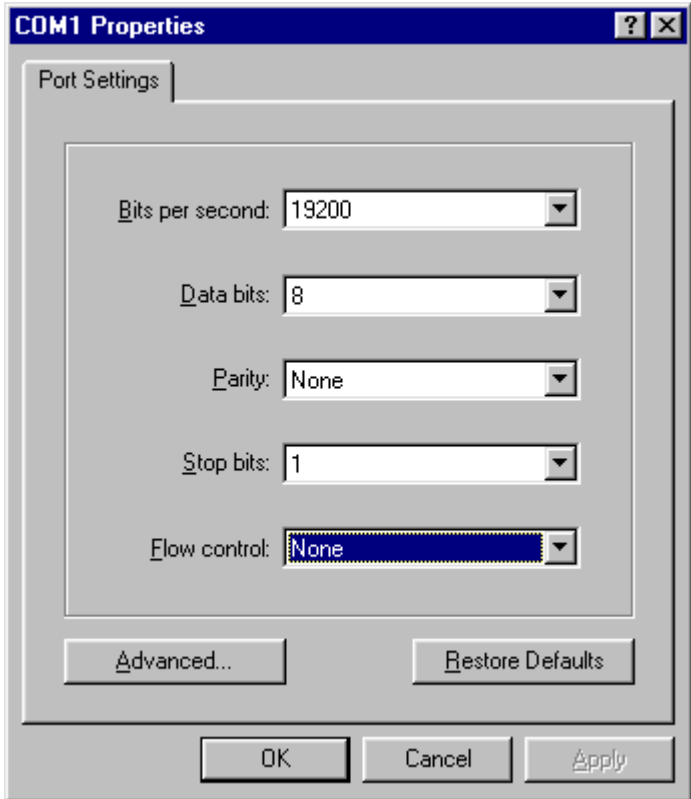 COM1 Properties
Port Settings
Bits per second: 19200
Data bits: 8
Parity: None
Stop bits: 1
Flow control: None
Advanced... Restore Defaults
OK Cancel Apply